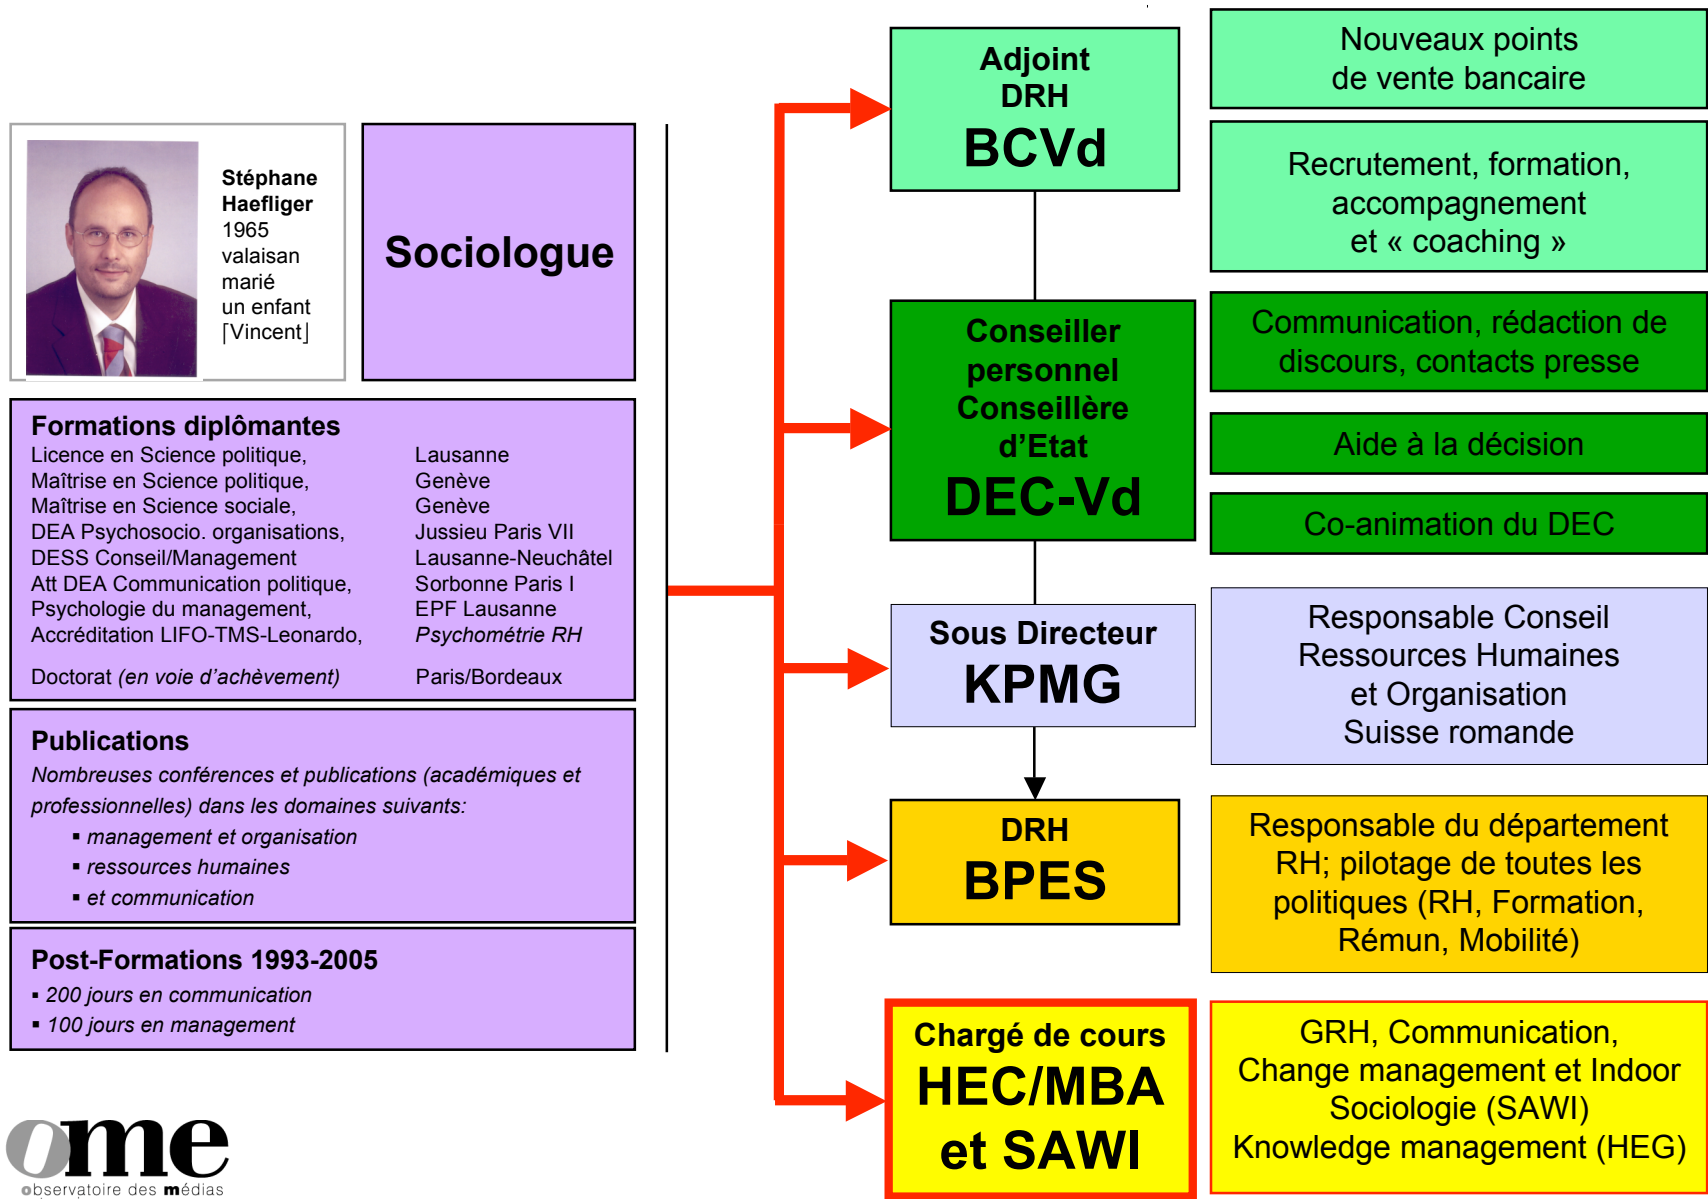 Stéphane
Haefliger
1965
valaisan
marié
un enfant
⌈Vincent⌋
Sociologue
Formations diplômantes
Licence en Science politique, Lausanne
Maîtrise en Science politique, Genève
Maîtrise en Science sociale, Genève
DEA Psychosocio. organisations, Jussieu Paris VII
DESS Conseil/Management Lausanne-Neuchâtel
Att DEA Communication politique, Sorbonne Paris I
Psychologie du management, EPF Lausanne
Accréditation LIFO-TMS-Leonardo, Psychométrie RH
Doctorat (en voie d’achèvement) Paris/Bordeaux
Publications
Nombreuses conférences et publications (académiques et
professionnelles) dans les domaines suivants:
▪ management et organisation
▪ ressources humaines
▪ et communication
Post-Formations 1993-2005
▪ 200 jours en communication
▪ 100 jours en management
ome
observatoire des médias
Adjoint
DRH
BCVd
Nouveaux points
de vente bancaire
Recrutement, formation,
accompagnement
et « coaching »
Conseiller
personnel
Conseillère
d’Etat
DEC-Vd
Communication, rédaction de
discours, contacts presse
Aide à la décision
Co-animation du DEC
Sous Directeur
KPMG
Responsable Conseil
Ressources Humaines
et Organisation
Suisse romande
DRH
BPES
Responsable du département
RH; pilotage de toutes les
politiques (RH, Formation,
Rémun, Mobilité)
Chargé de cours
HEC/MBA
et SAWI
GRH, Communication,
Change management et Indoor
Sociologie (SAWI)
Knowledge management (HEG)